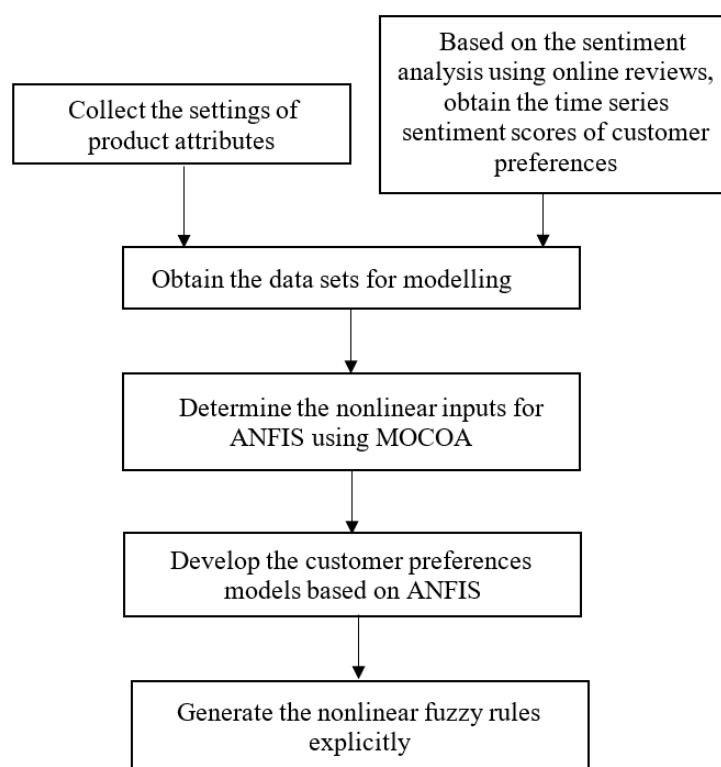 Collect the settings of
product attributes
Based on the sentiment
analysis using online reviews,
obtain the time series
sentiment scores of customer
preferences
Obtain the data sets for modelling
Determine the nonlinear inputs for
ANFIS using MOCOA
Develop the customer preferences
models based on ANFIS
Generate the nonlinear fuzzy rules
explicitly